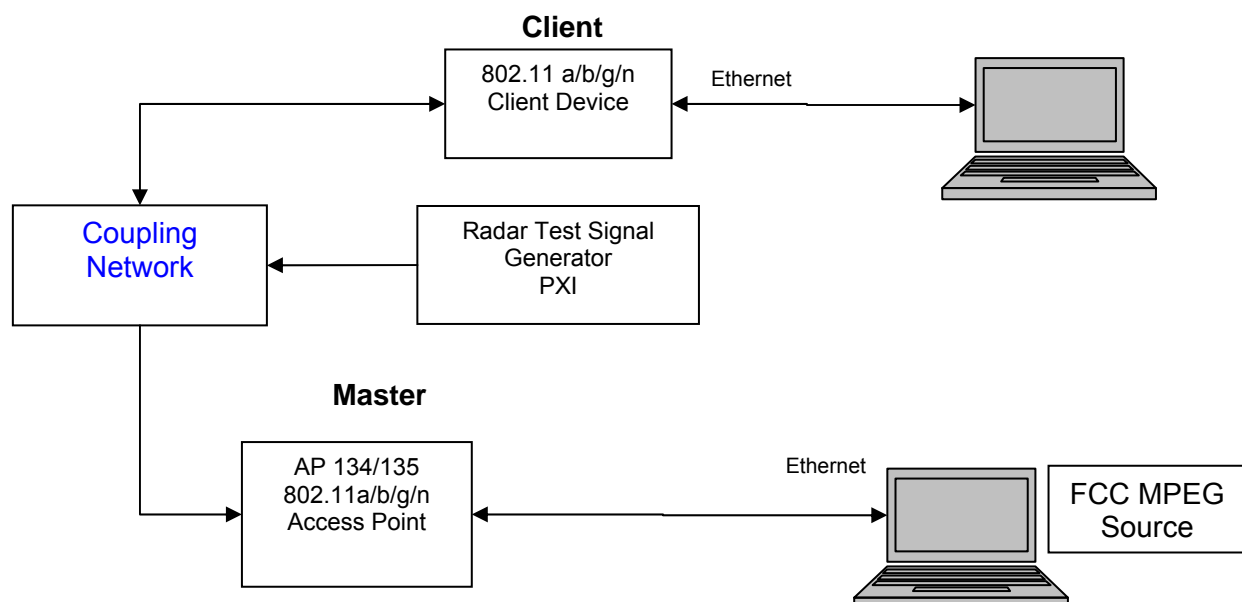 Client
802.11 a/b/g/n
Client Device
Ethernet
Coupling
Network
Radar Test Signal
Generator
PXI
Master
AP 134/135
802.11a/b/g/n
Access Point
Ethernet
FCC MPEG
Source